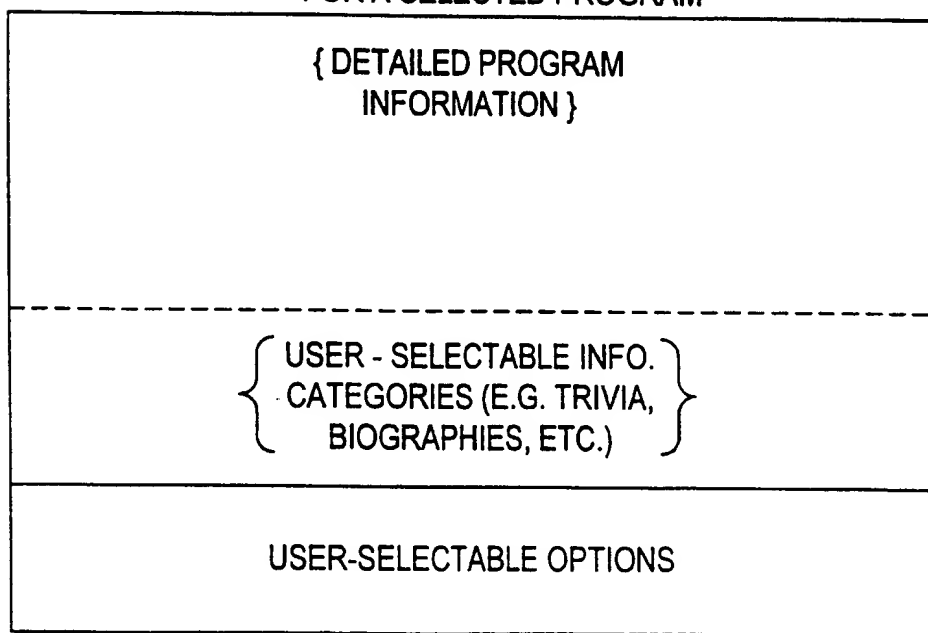 FOR A SELECTED PROGRAM
{ DETAILED PROGRAM
INFORMATION }
USER - SELECTABLE INFO.
CATEGORIES (E.G. TRIVIA,
BIOGRAPHIES, ETC.)
USER-SELECTABLE OPTIONS